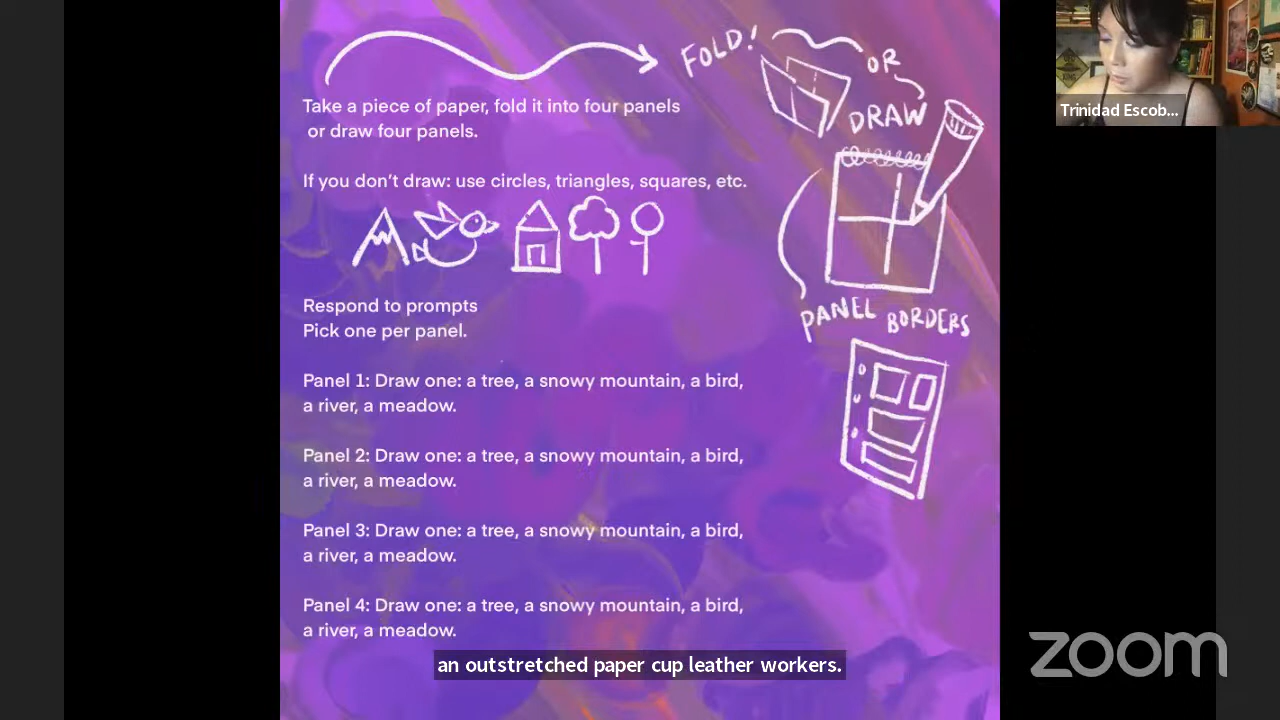 FOLD!
OR
DRAW
Take a piece of paper, fold it into four panels
or draw four panels.
If you don't draw: use circles, triangles, squares, etc.
PANEL BORDERS
Respond to prompts
Pick one per panel.
Panel 1: Draw one: a tree, a snowy mountain, a bird,
a river, a meadow.
Panel 2: Draw one: a tree, a snowy mountain, a bird,
a river, a meadow.
Panel 3: Draw one: a tree, a snowy mountain, a bird,
a river, a meadow.
Panel 4: Draw one: a tree, a snowy mountain, a bird,
a river, a meadow.
an outstretched paper cup leather workers.
Trinidad Escob...
zoom